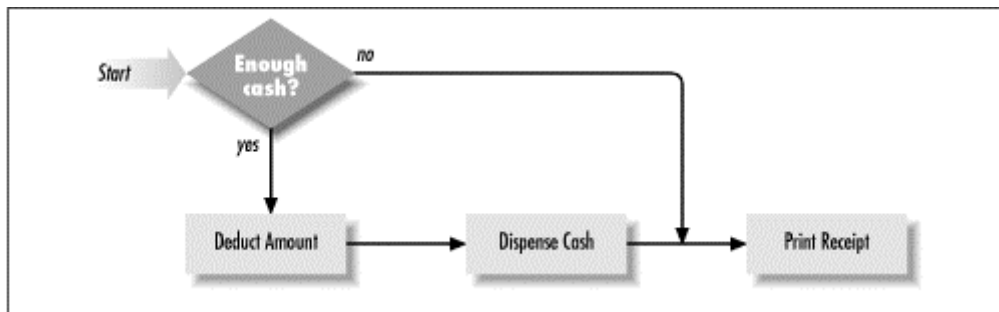 Start
Enough
cash?
no
yes
Deduct Amount
Dispense Cash
Print Receipt